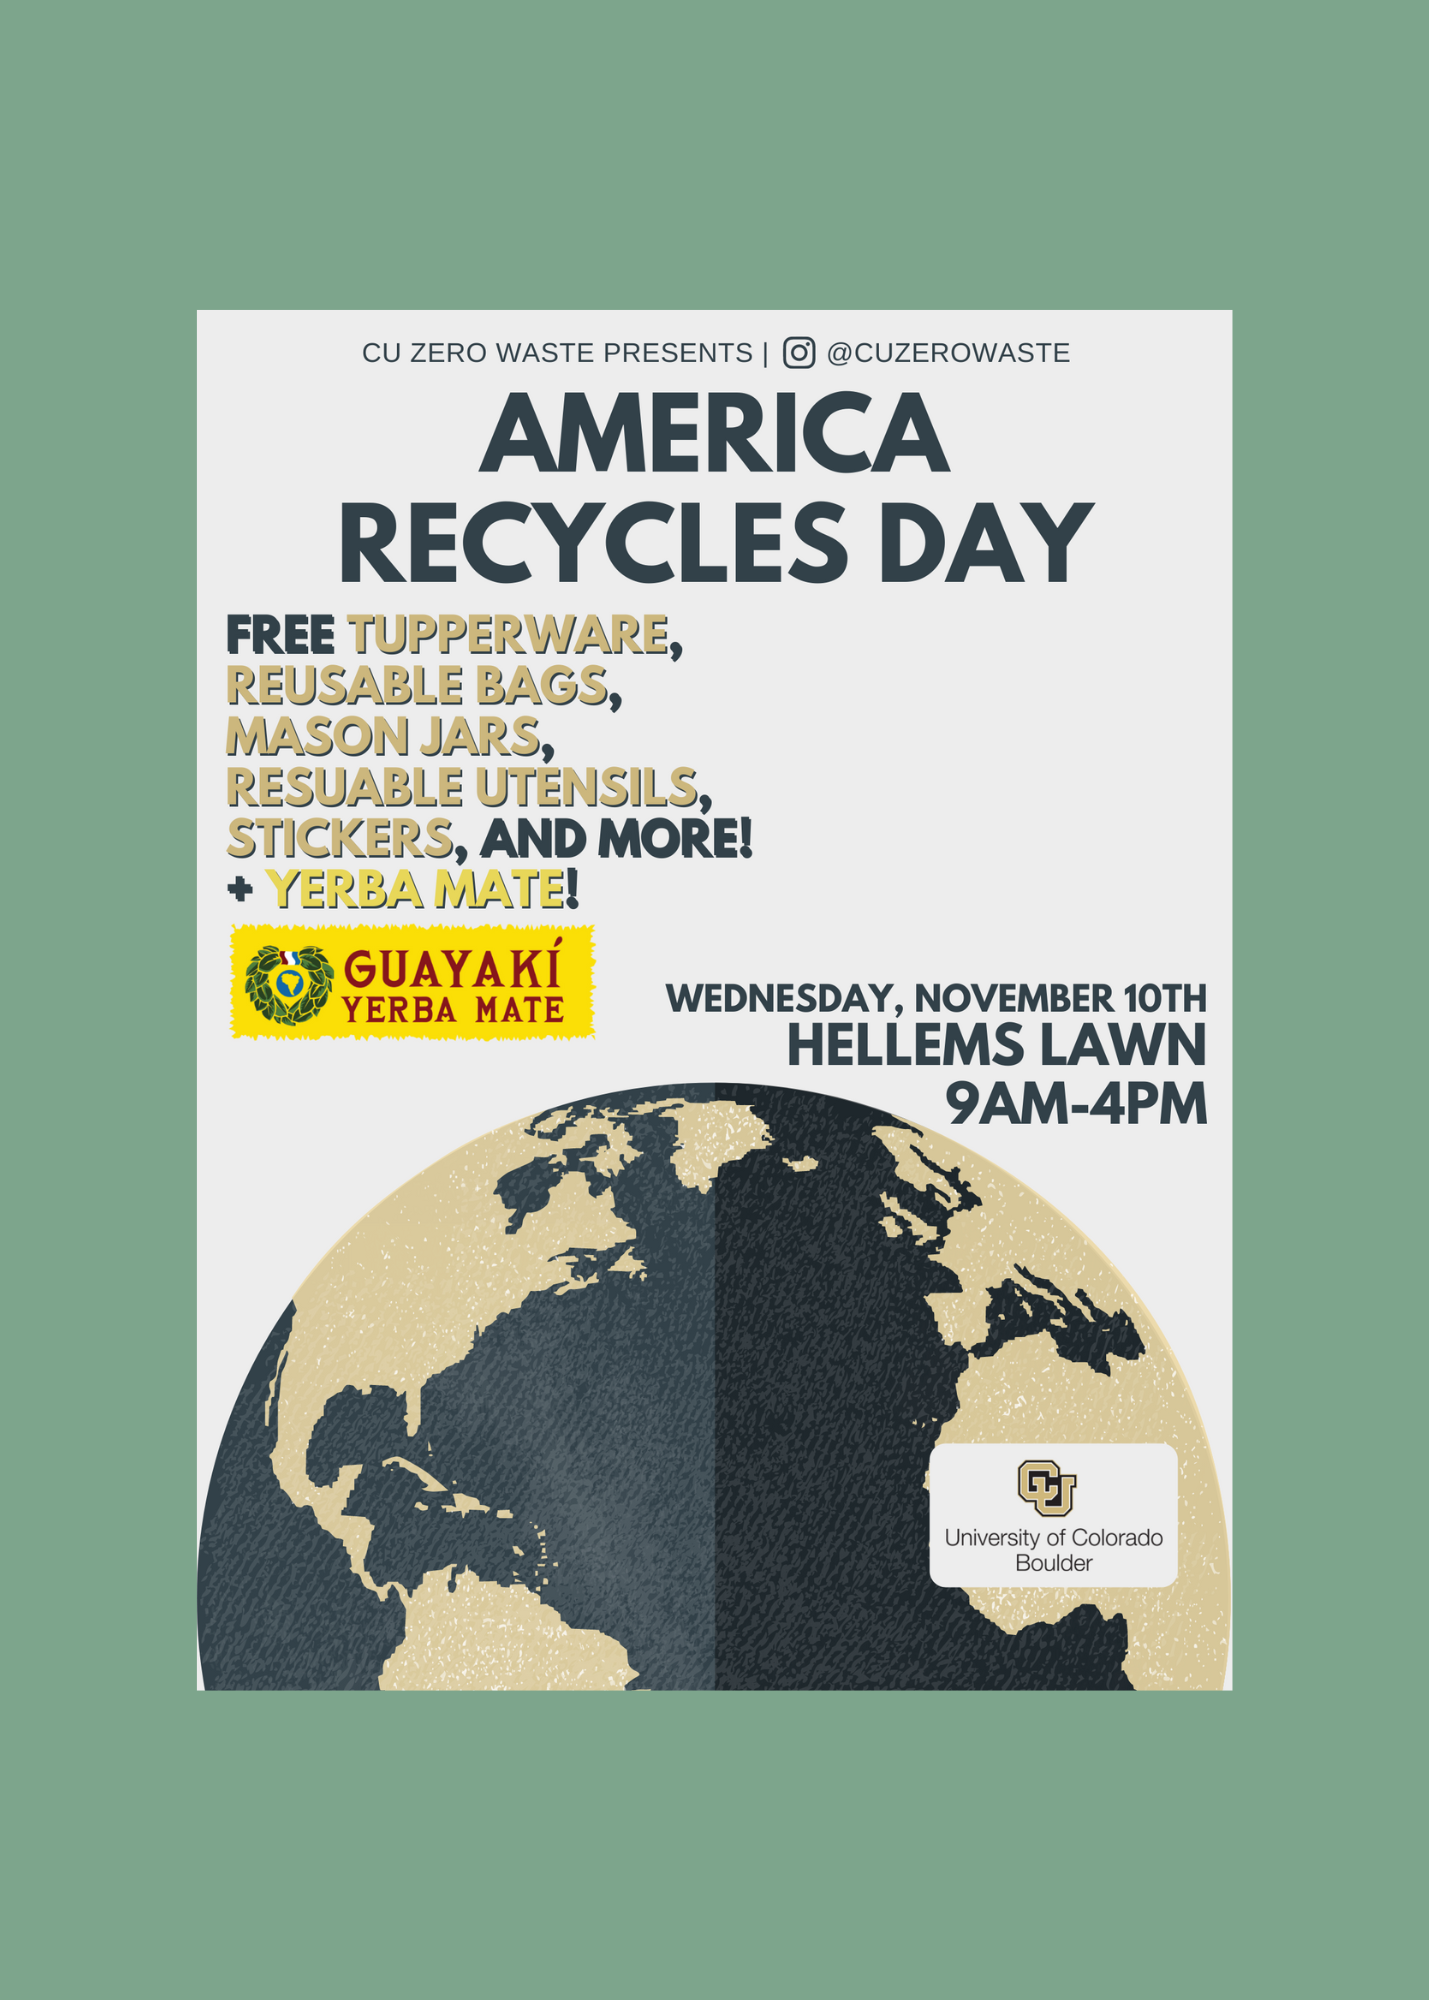 CU ZERO WASTE PRESENTS | @CUZEROWASTE
AMERICA
RECYCLES DAY
FREE TUPPERWARE,
REUSABLE BAGS,
MASON JARS,
RESUABLE UTENSILS,
STICKERS, AND MORE!
+ YERBA MATE!
GUAYAKÍ
YERBA MATE
WEDNESDAY, NOVEMBER 10TH
HELLEMS LAWN
9AM-4PM
CU
University of Colorado
Boulder